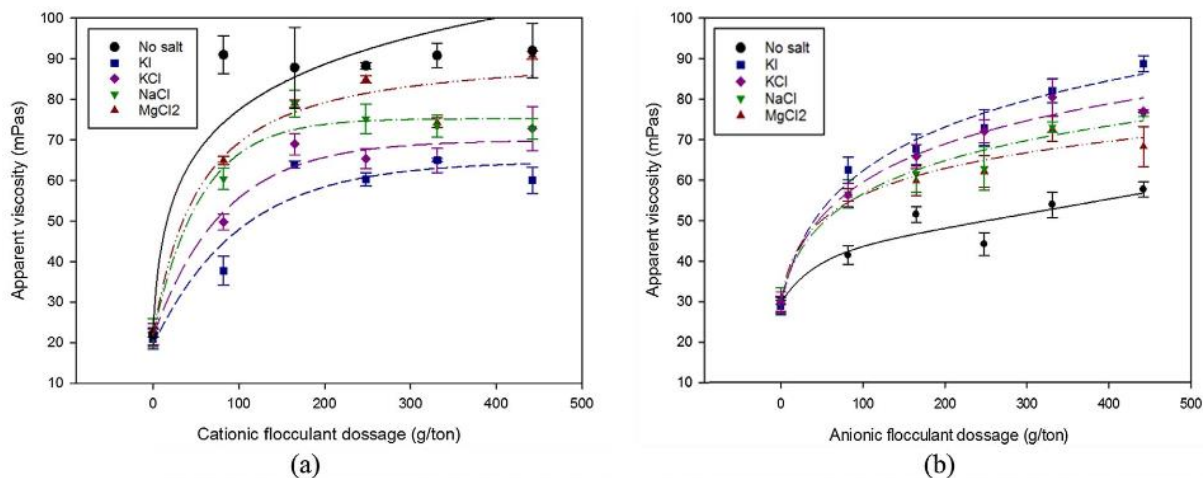 100
90
80
70
60
50
40
30
20
10
Apparent viscosity (mPas)
No salt
KI
KCl
NaCl
MgCl2
0 100 200 300 400 500
Cationic flocculant dossage (g/ton)
(a)
100
90
80
70
60
50
40
30
20
10
Apparent viscosity (mPas)
No salt
KI
KCl
NaCl
MgCl2
0 100 200 300 400 500
Anionic flocculant dossage (g/ton)
(b)